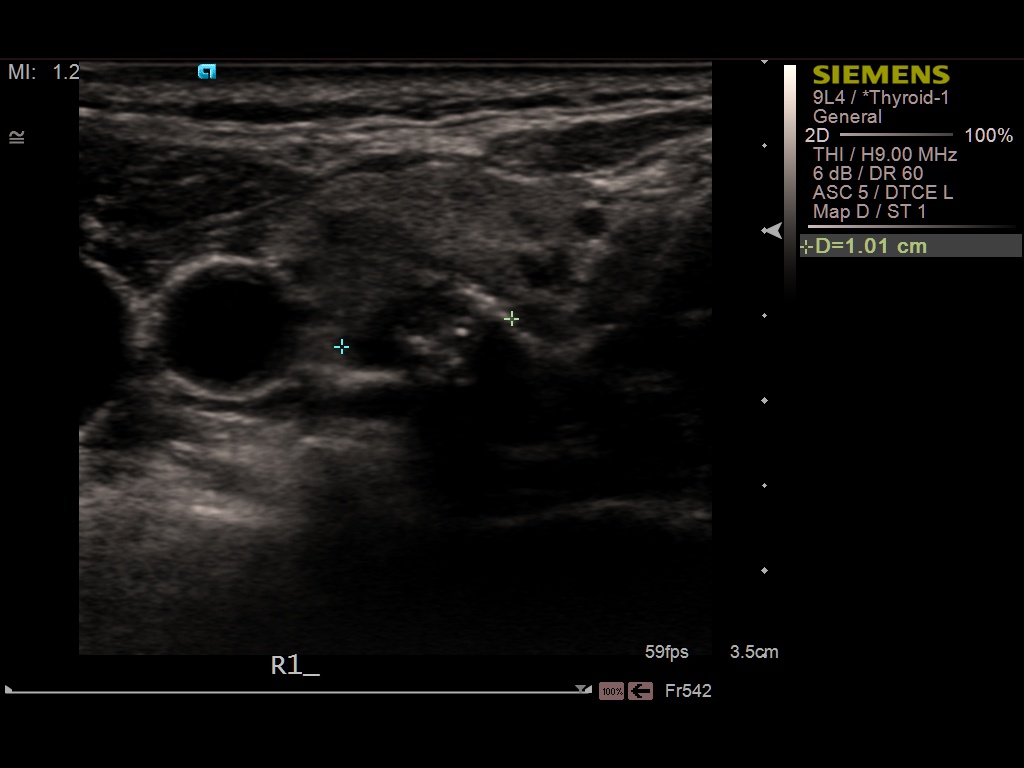 MI: 1.2
SIEMENS
9L4 / *Thyroid-1
General
2D 100%
THI / H9.00 MHz
6 dB / DR 60
ASC 5 / DTCE L
Map D / ST 1
D=1.01 cm
59fps 3.5cm
R1_
100% Fr542